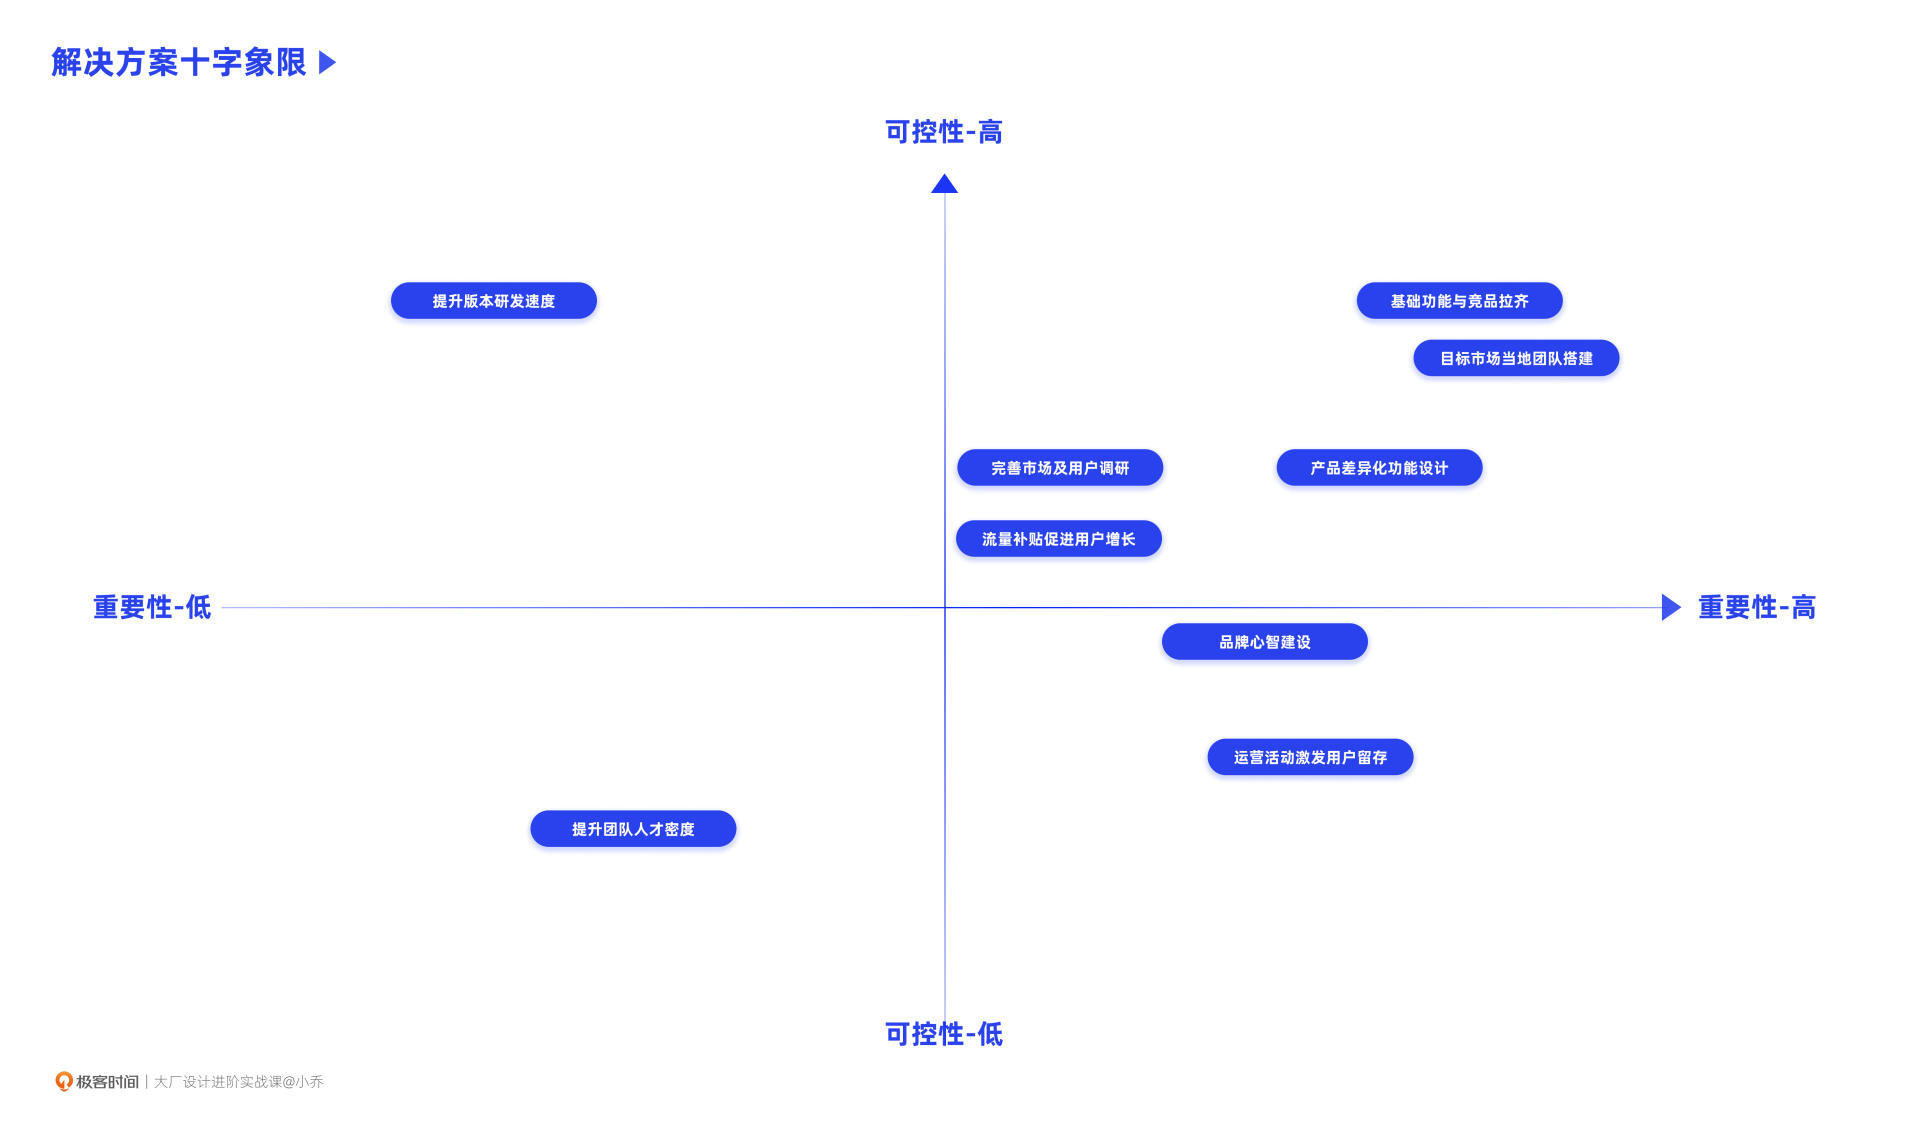 解决方案十字象限
可控性-高
提升版本研发速度
基础功能与竞品拉齐
目标市场当地团队搭建
完善市场及用户调研
产品差异化功能设计
流量补贴促进用户增长
重要性-低
重要性-高
品牌心智建设
运营活动激发用户留存
提升团队人才密度
可控性-低
极客时间 | 大厂设计进阶实战课@小乔